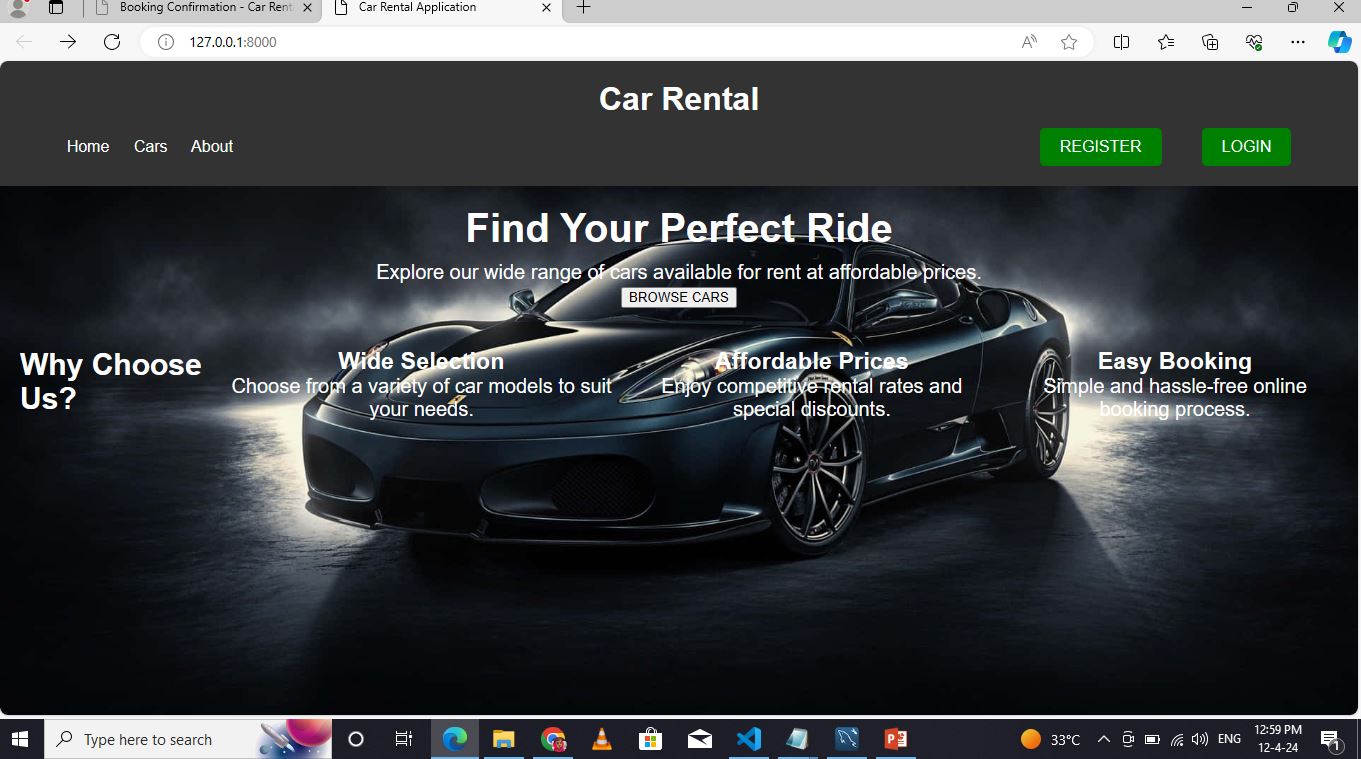 Booking Confirmation - Car Rent
Car Rental Application
127.0.0.1:8000
Car Rental
Home Cars About REGISTER LOGIN
Find Your Perfect Ride
Explore our wide range of cars available for rent at affordable prices.
BROWSE CARS
Why Choose
Us?
Wide Selection
Choose from a variety of car models to suit
your needs.
Affordable Prices
Enjoy competitive rental rates and
special discounts.
Easy Booking
Simple and hassle-free online
booking process.
Type here to search
33°C
ENG
12:59 PM
12-4-24
1